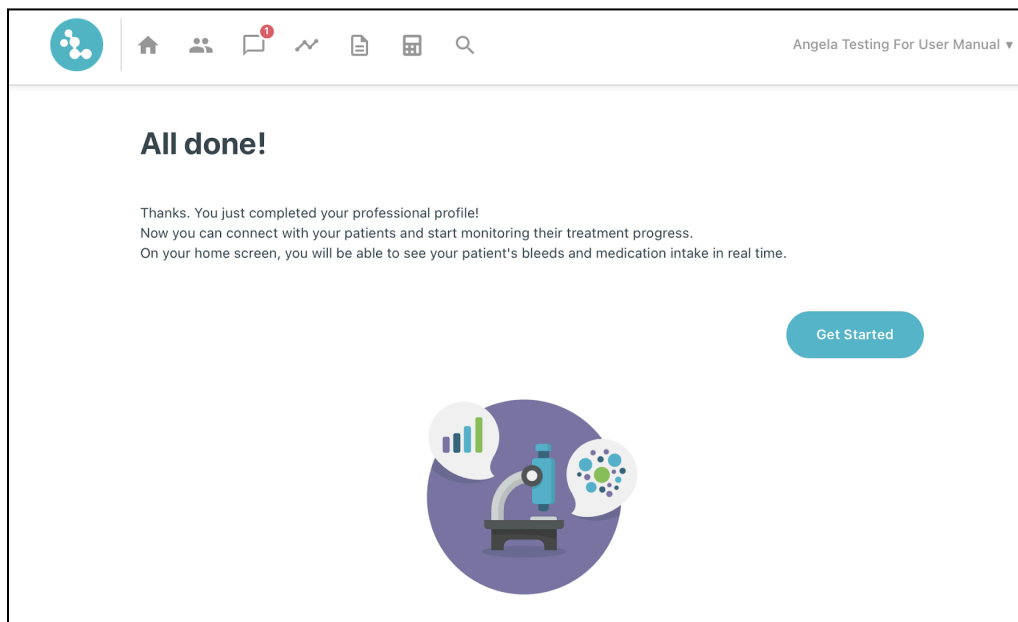 1
Angela Testing For User Manual ▾
All done!
Thanks. You just completed your professional profile!
Now you can connect with your patients and start monitoring their treatment progress.
On your home screen, you will be able to see your patient's bleeds and medication intake in real time.
Get Started